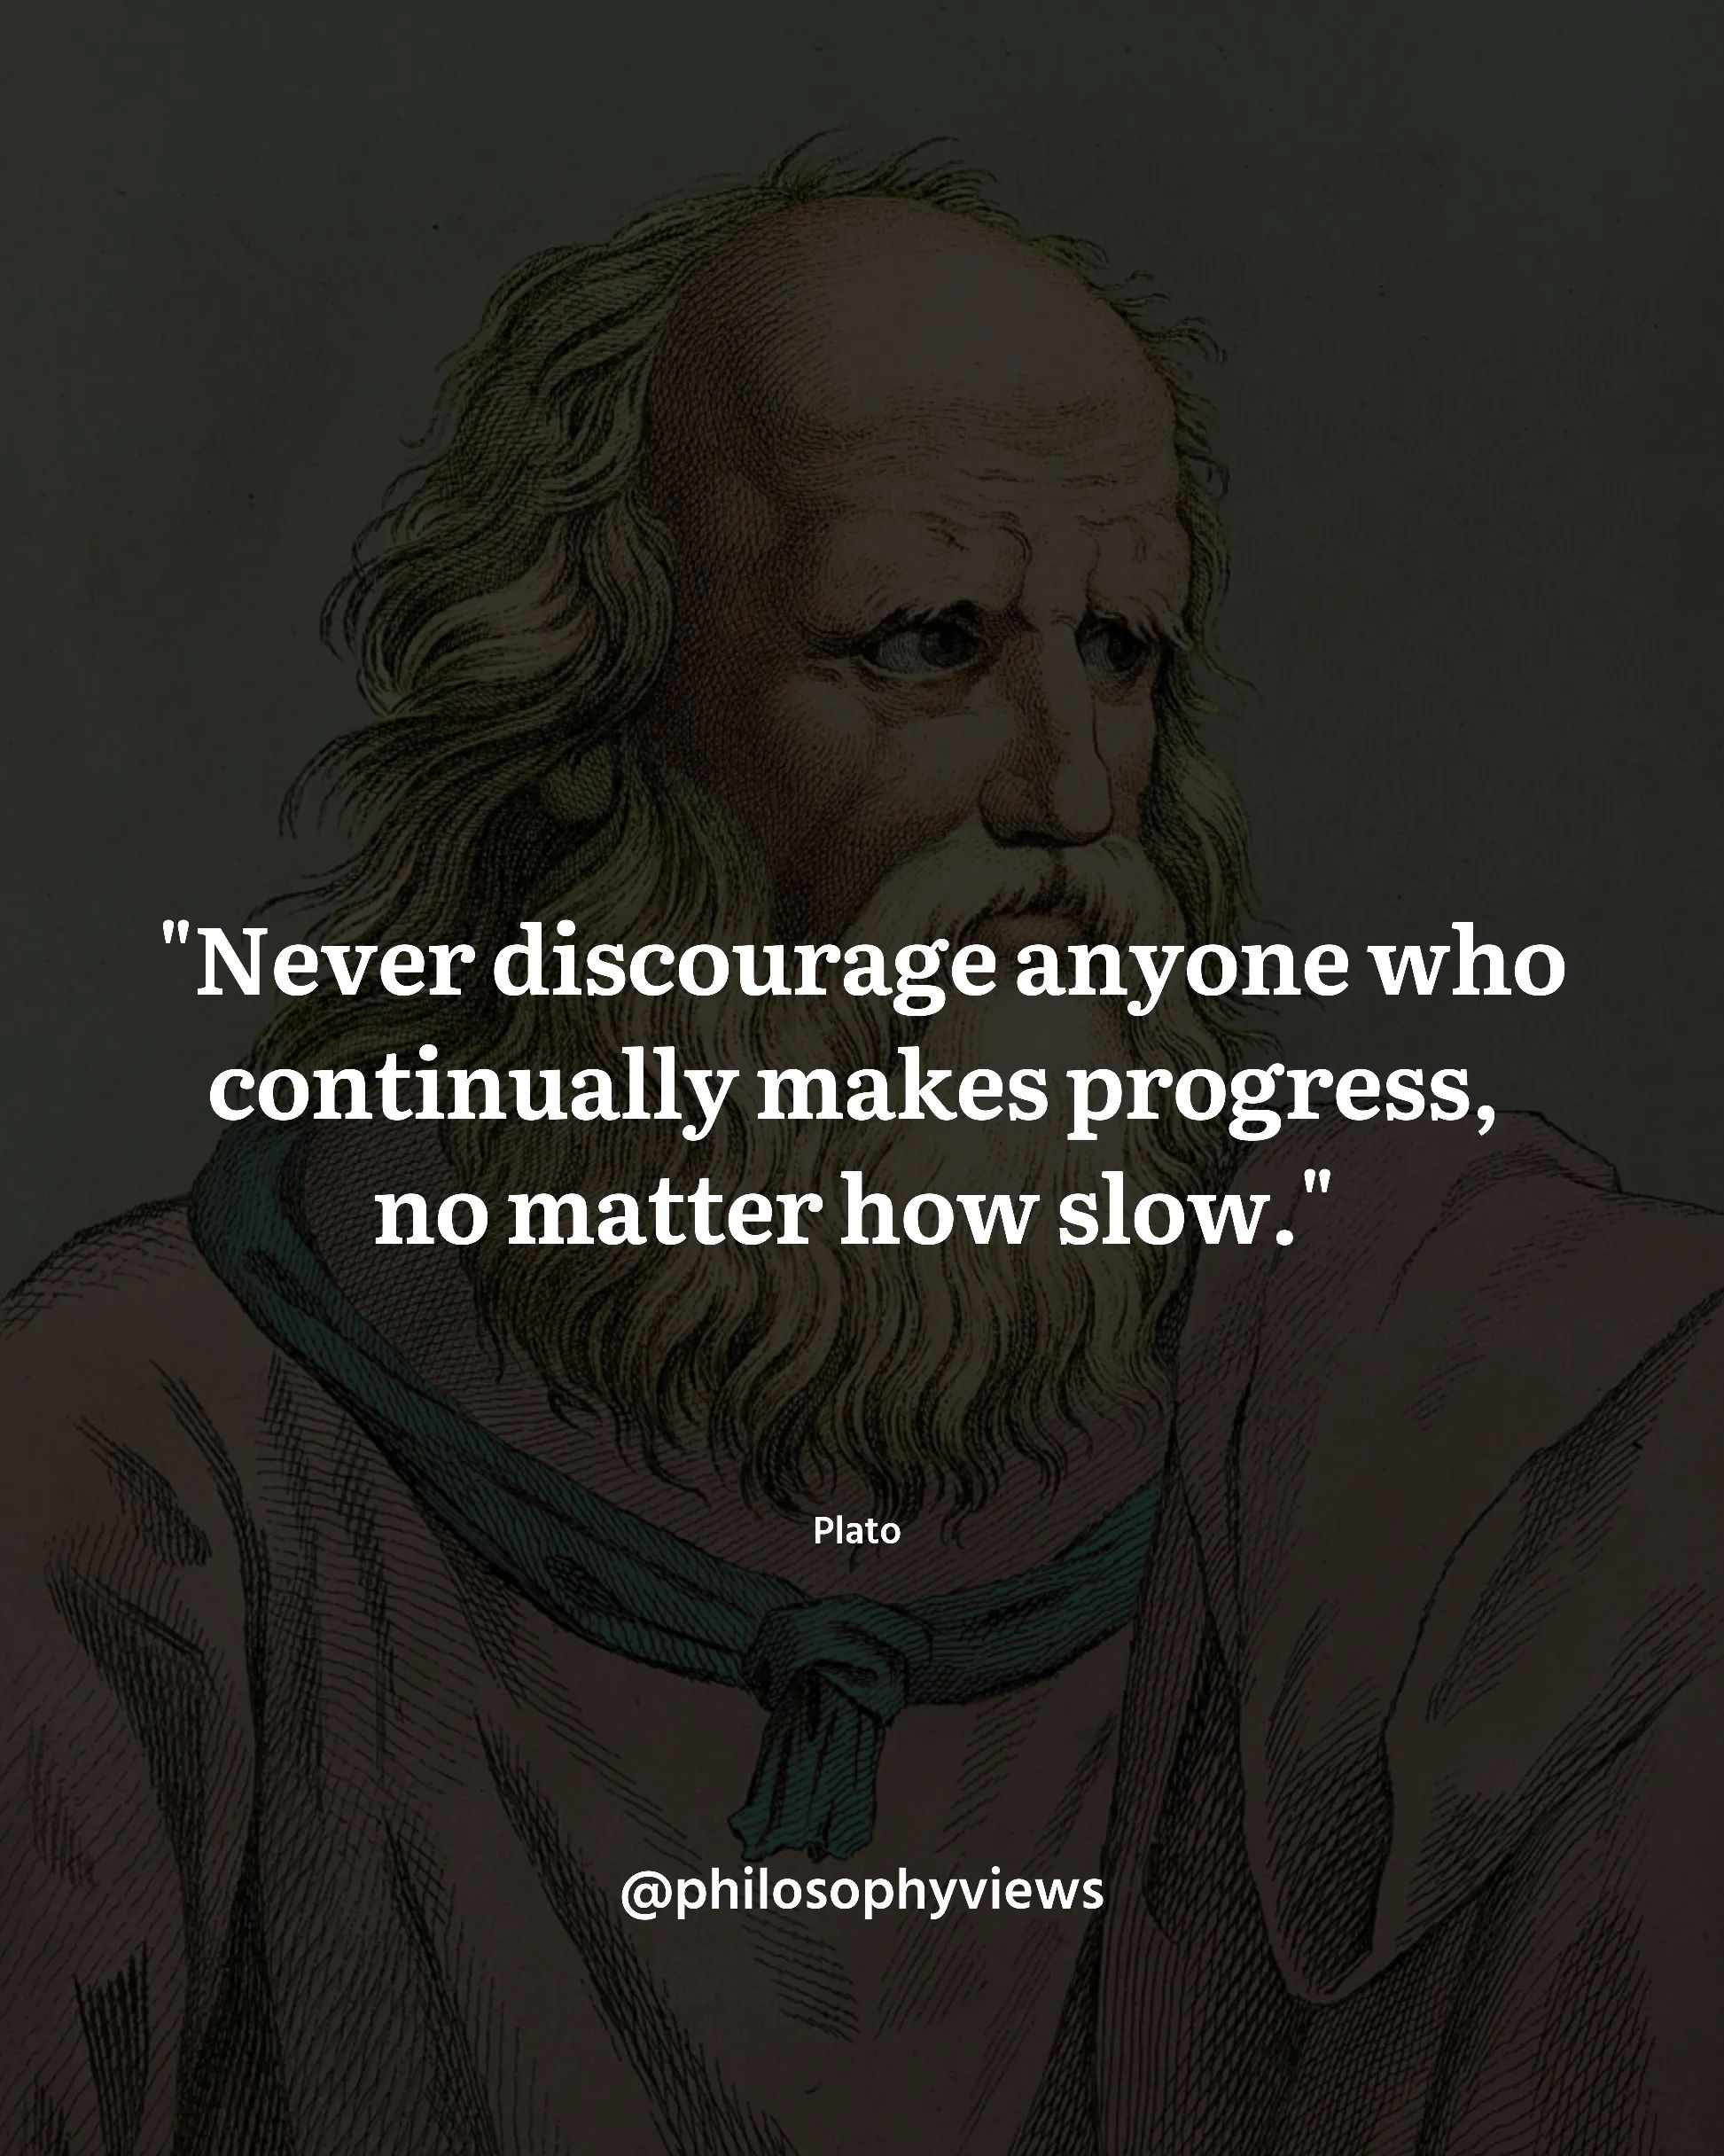 "Never discourage anyone who
continually makes progress,
no matter how slow."
Plato
@philosophyviews